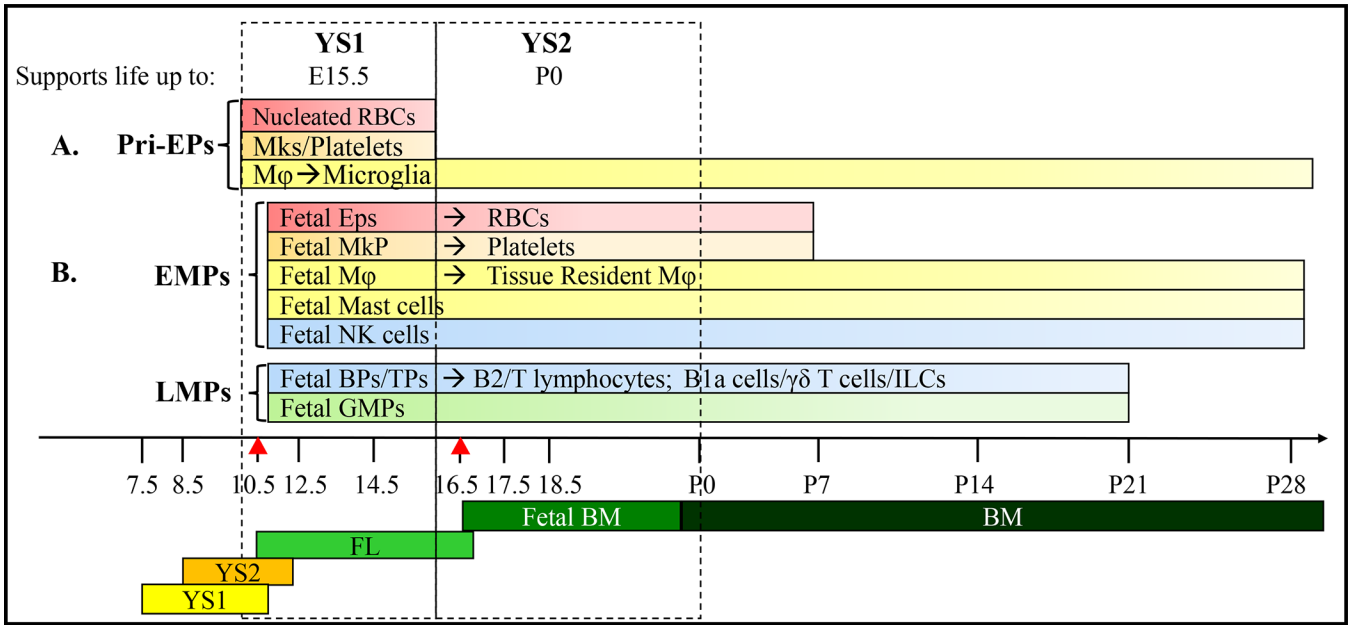 YS1 YS2
Supports life up to: E15.5 P0
A. Pri-EPs
Nucleated RBCs
Mks/Platelets
Mφ → Microglia
B. EMPs
Fetal Eps → RBCs
Fetal MkP → Platelets
Fetal Mφ → Tissue Resident Mφ
Fetal Mast cells
Fetal NK cells
LMPs
Fetal BPs/TPs → B2/T lymphocytes; B1a cells/γδ T cells/ILCs
Fetal GMPs
7.5 8.5 10.5 12.5 14.5 16.5 17.5 18.5 P0 P7 P14 P21 P28
Fetal BM BM
FL
YS2
YS1